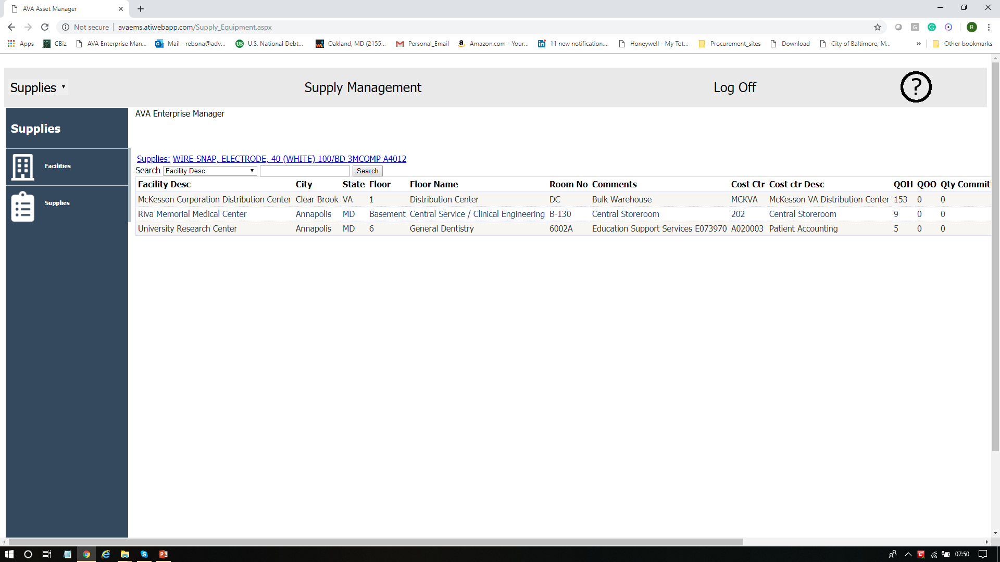 AVA Asset Manager
Not secure avaems.atiwebapp.com/Supply_Equipment.aspx G G R
Apps CBiz AVA Enterprise Man... Mail - rebona@adv... U.S. National Debt... Oakland, MD (2155... Personal_Email Amazon.com - Your... 11 new notification.... Honeywell - My Tot... Procurement_sites Download City of Baltimore, M... » Other bookmarks
Supplies Supply Management Log Off ?
Supplies
Facilities
Supplies
AVA Enterprise Manager
Supplies: WIRE-SNAP, ELECTRODE, 40 (WHITE) 100/BD 3MCOMP A4012
Search Facility Desc Search
Facility Desc City State Floor Floor Name Room No Comments Cost Ctr Cost ctr Desc QOH QOO Qty Commit
McKesson Corporation Distribution Center Clear Brook VA 1 Distribution Center DC Bulk Warehouse MCKVA McKesson VA Distribution Center 153 0 0
Riva Memorial Medical Center Annapolis MD Basement Central Service / Clinical Engineering B-130 Central Storeroom 202 Central Storeroom 9 0 0
University Research Center Annapolis MD 6 General Dentistry 6002A Education Support Services E073970 A020003 Patient Accounting 5 0 0
07:50